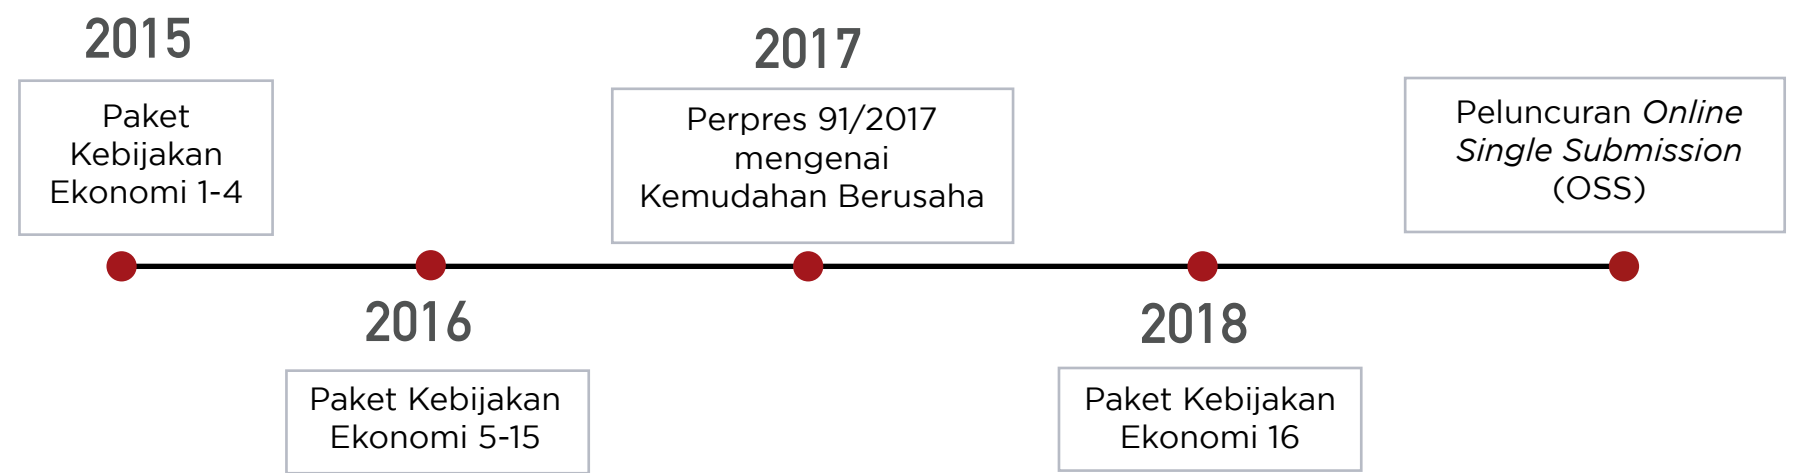 2015
Paket
Kebijakan
Ekonomi 1-4
2016
Paket Kebijakan
Ekonomi 5-15
2017
Perpres 91/2017
mengenai
Kemudahan Berusaha
2018
Paket Kebijakan
Ekonomi 16
Peluncuran Online
Single Submission
(OSS)